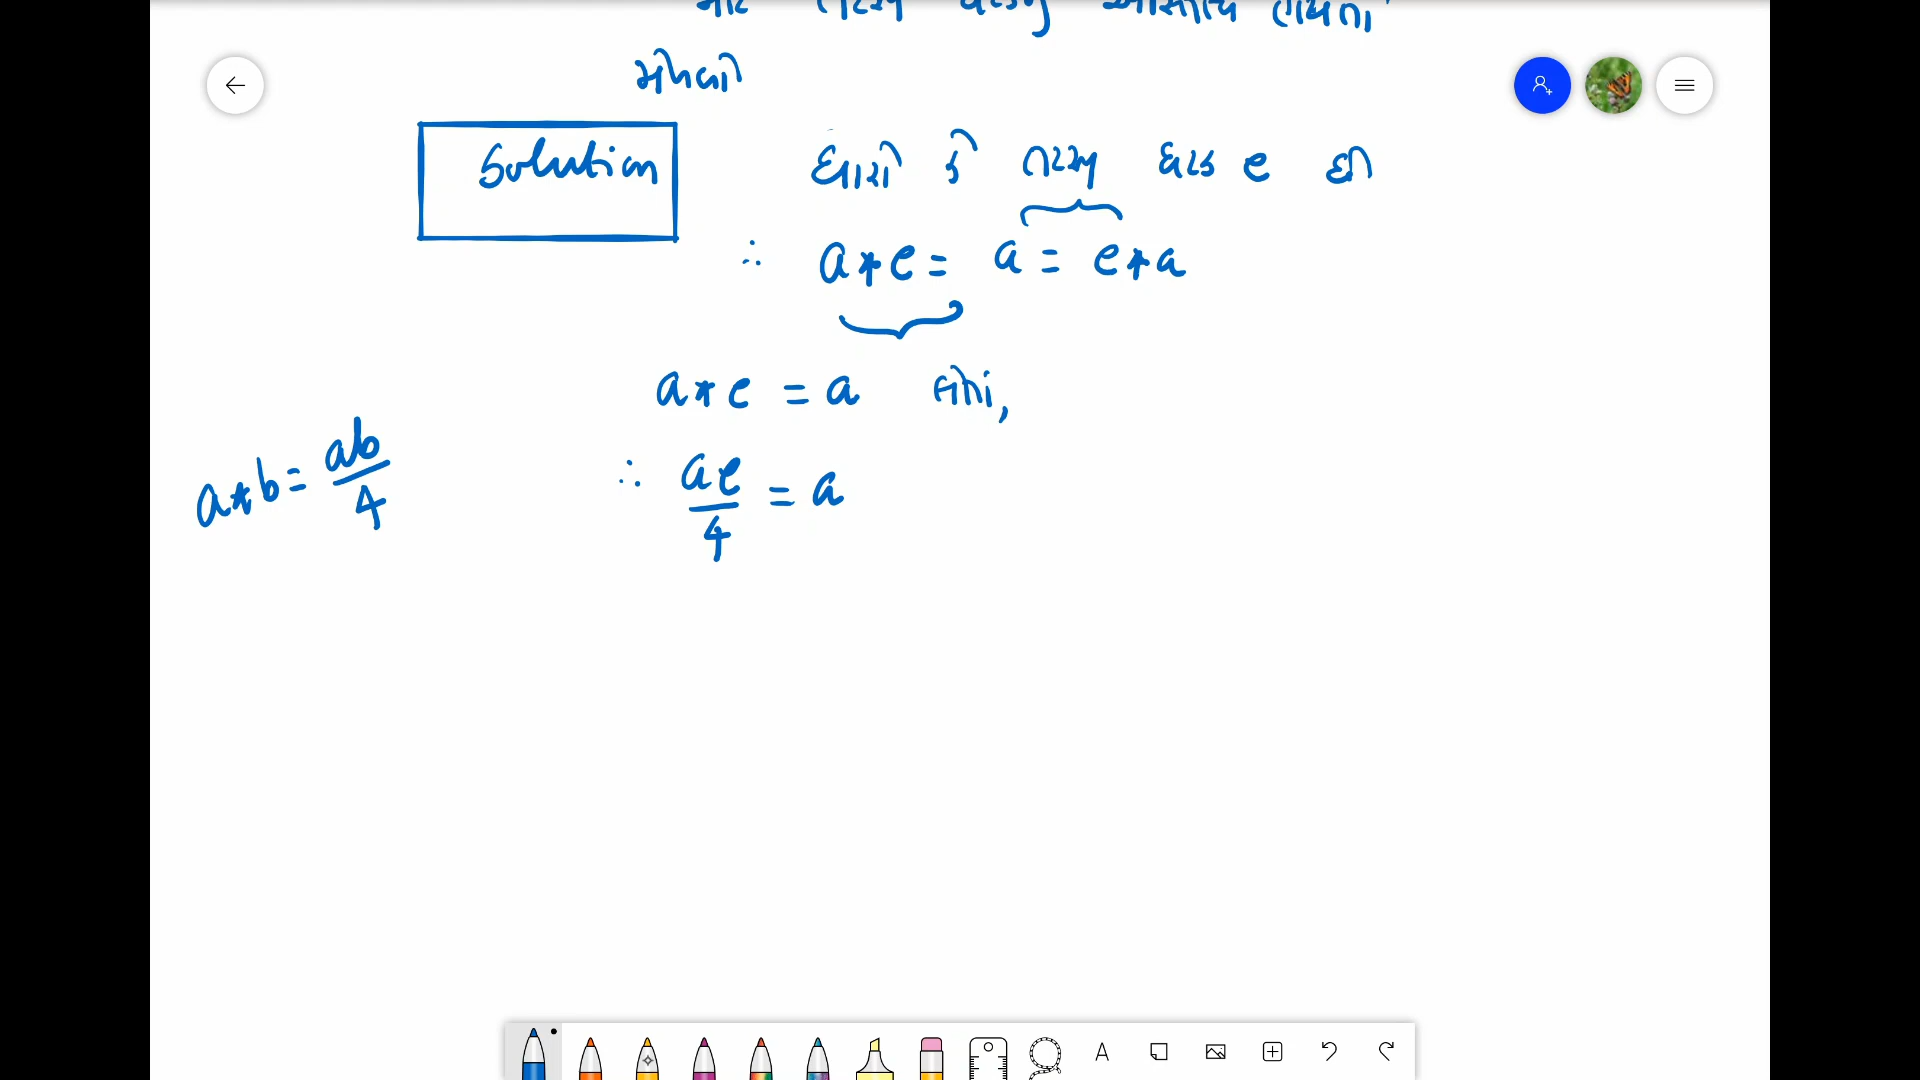 મેળવો
Solution ધારો કે તટસ્થ ઘટક e છે
∴ a*e = a = e*a
a*e = a લેતાં,
a*b = ab/4 ∴ ae/4 = a
A